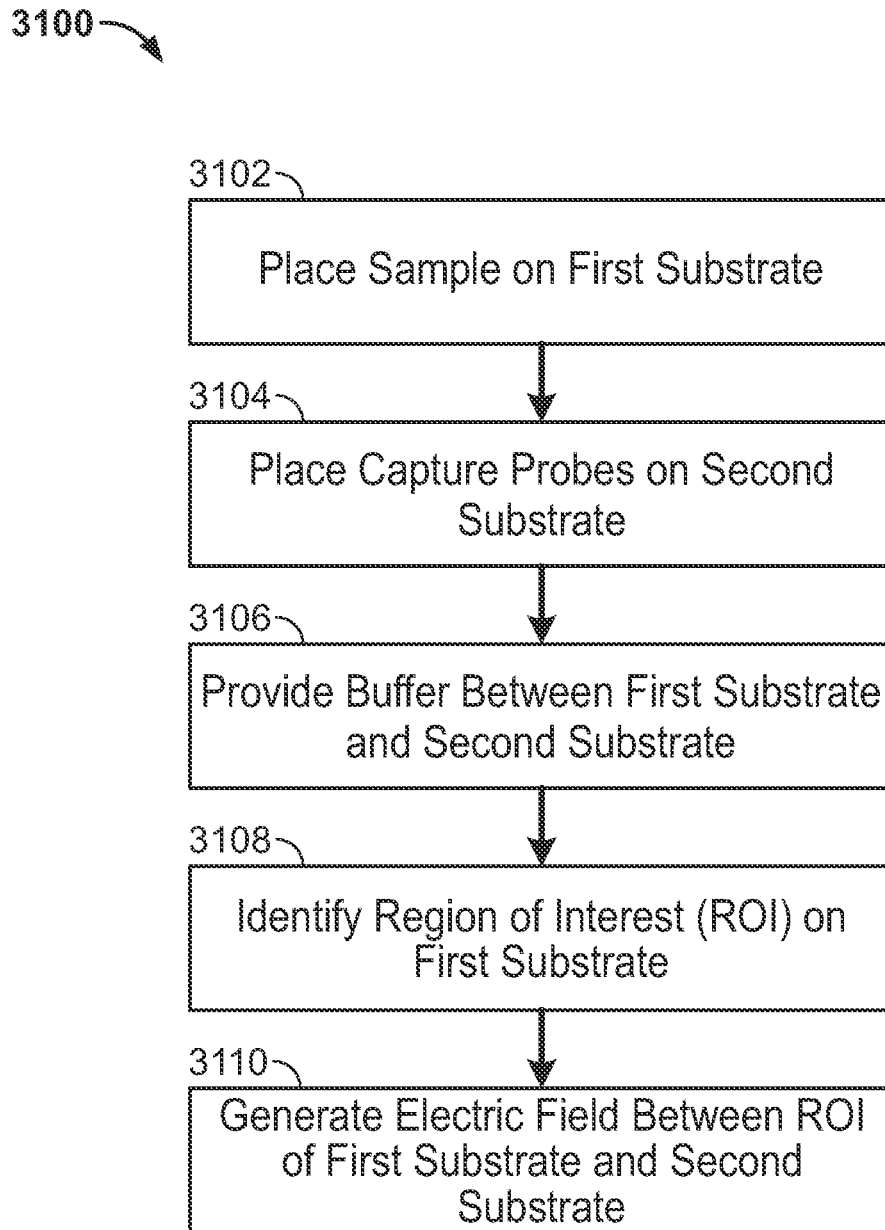 3100
3102
Place Sample on First Substrate
3104
Place Capture Probes on Second
Substrate
3106
Provide Buffer Between First Substrate
and Second Substrate
3108
Identify Region of Interest (ROI) on
First Substrate
3110
Generate Electric Field Between ROI
of First Substrate and Second
Substrate